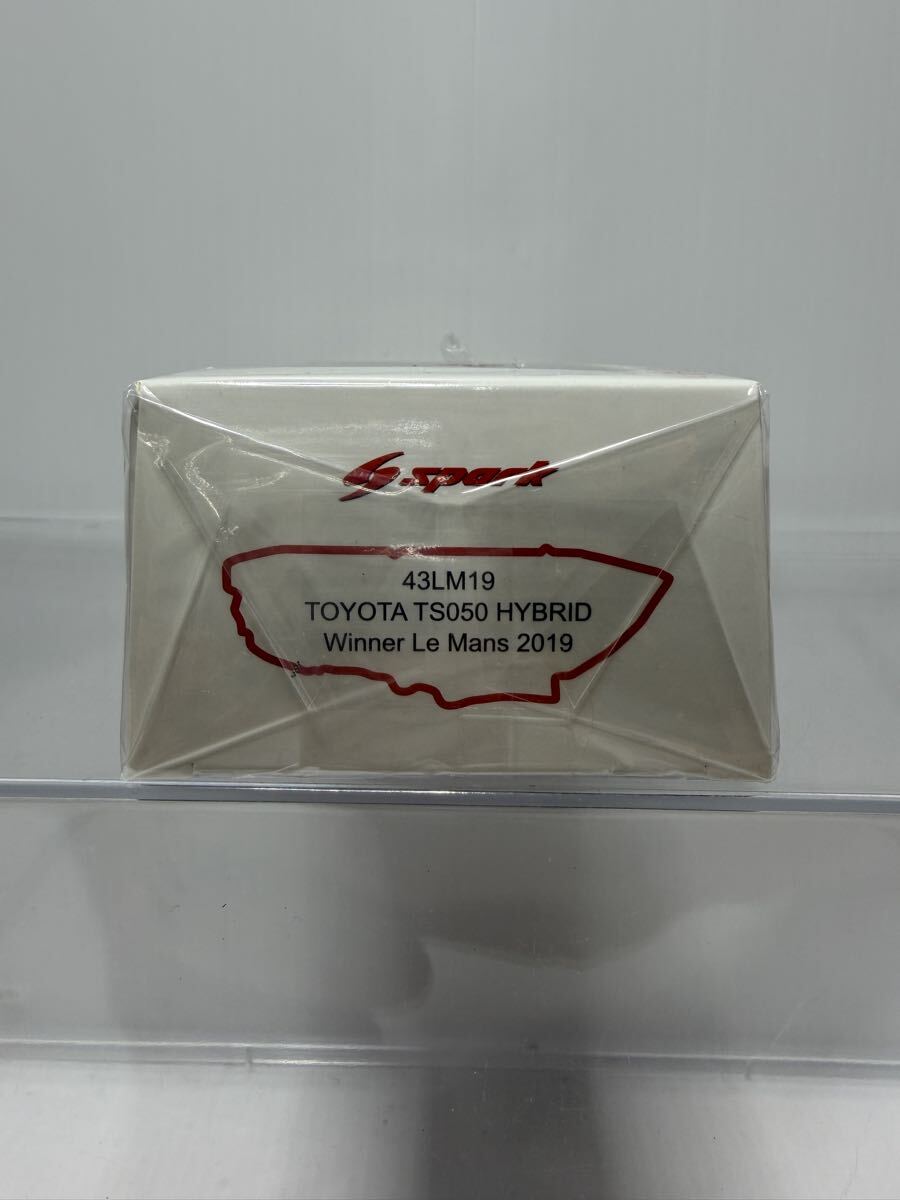 spark
43LM19
TOYOTA TS050 HYBRID
Winner Le Mans 2019